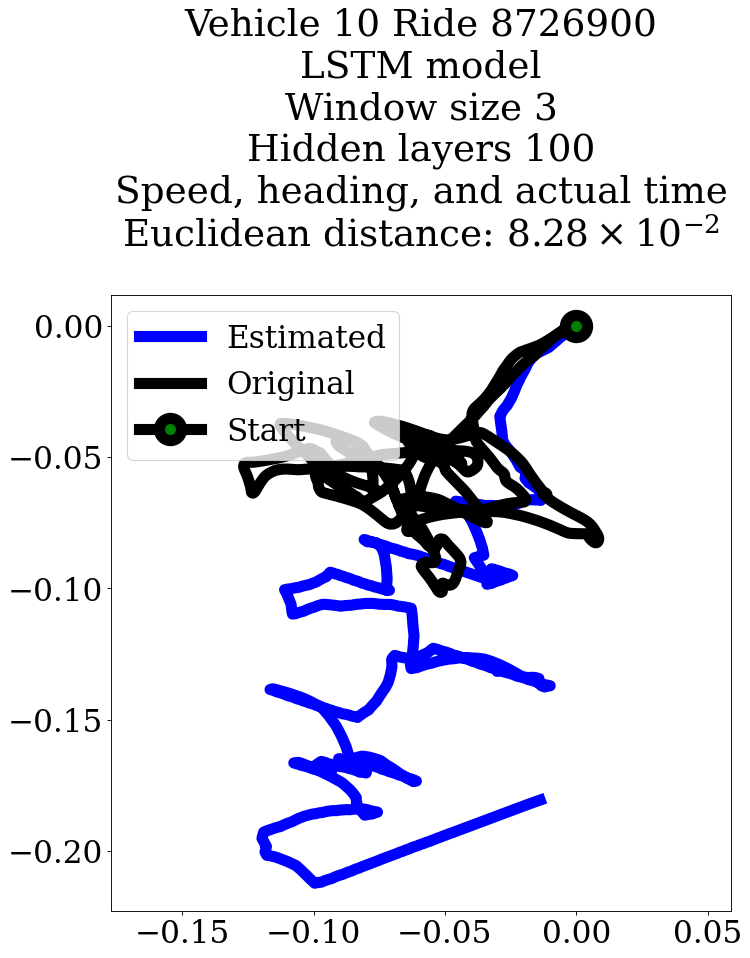 Vehicle 10 Ride 8726900
LSTM model
Window size 3
Hidden layers 100
Speed, heading, and actual time
Euclidean distance: 8.28 × 10⁻²
Estimated
Original
Start
0.00
−0.05
−0.10
−0.15
−0.20
−0.15 −0.10 −0.05 0.00 0.05